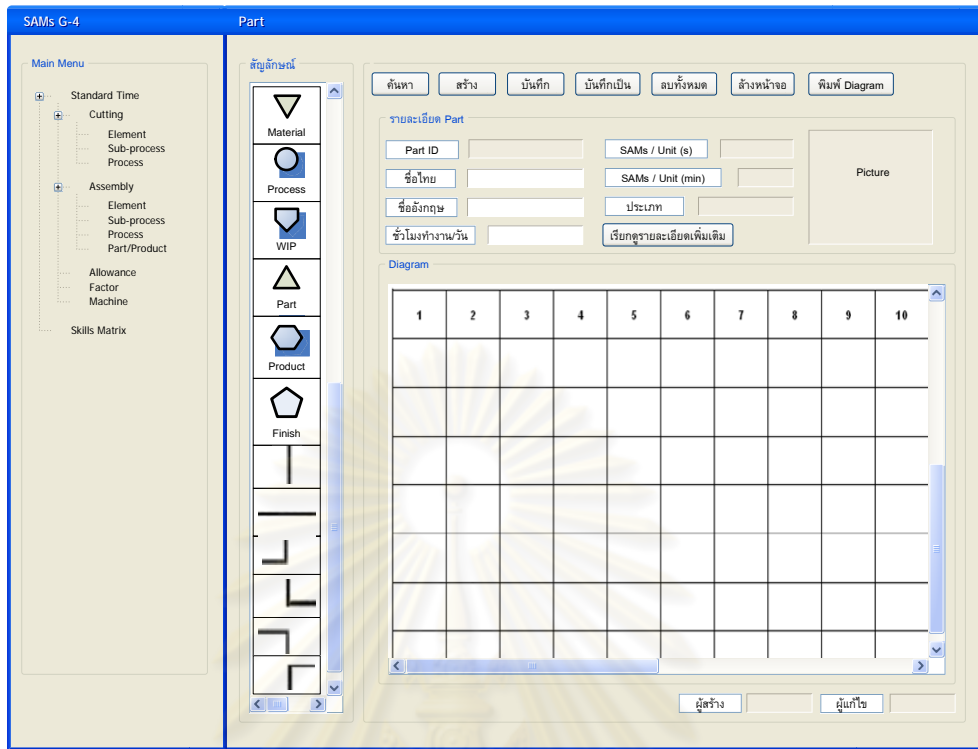 SAMs G-4
Part
Main Menu
Standard Time
Cutting
Element
Sub-process
Process
Assembly
Element
Sub-process
Process
Part/Product
Allowance
Factor
Machine
Skills Matrix
สัญลักษณ์
Material
Process
WIP
Part
Product
Finish
ค้นหา สร้าง บันทึก บันทึกเป็น ลบทั้งหมด ล้างหน้าจอ พิมพ์ Diagram
รายละเอียด Part
Part ID SAMs / Unit (s)
ชื่อไทย SAMs / Unit (min)
ชื่ออังกฤษ ประเภท
ชั่วโมงทำงาน/วัน เรียกดูรายละเอียดเพิ่มเติม
Picture
Diagram
1 2 3 4 5 6 7 8 9 10
ผู้สร้าง ผู้แก้ไข